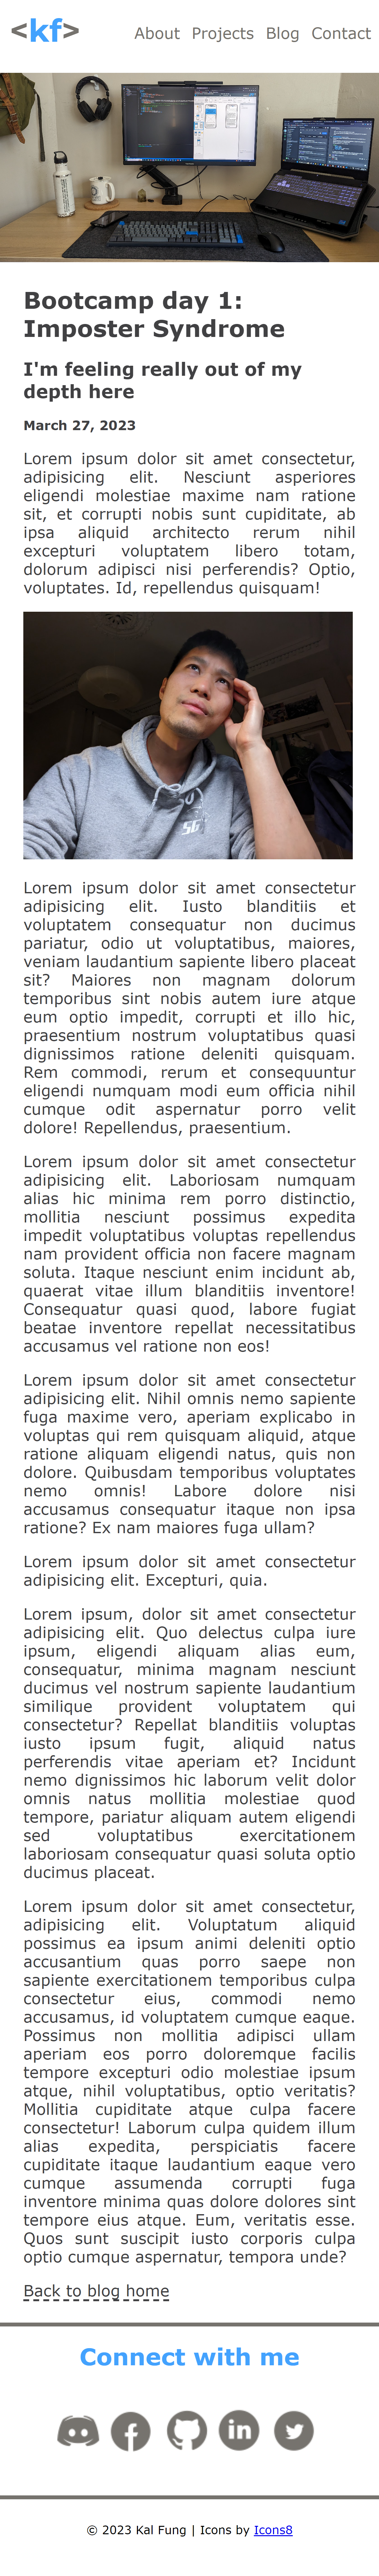 <kf>
About Projects Blog Contact
Bootcamp day 1:
Imposter Syndrome
I'm feeling really out of my
depth here
March 27, 2023
Lorem ipsum dolor sit amet consectetur,
adipisicing elit. Nesciunt asperiores
eligendi molestiae maxime nam ratione
sit, et corrupti nobis sunt cupiditate, ab
ipsa aliquid architecto rerum nihil
excepturi voluptatem libero totam,
dolorum adipisci nisi perferendis? Optio,
voluptates. Id, repellendus quisquam!
Lorem ipsum dolor sit amet consectetur
adipisicing elit. Iusto blanditiis et
voluptatem consequatur non ducimus
pariatur, odio ut voluptatibus, maiores,
veniam laudantium sapiente libero placeat
sit? Maiores non magnam dolorum
temporibus sint nobis autem iure atque
eum optio impedit, corrupti et illo hic,
praesentium nostrum voluptatibus quasi
dignissimos ratione deleniti quisquam.
Rem commodi, rerum et consequuntur
eligendi numquam modi eum officia nihil
cumque odit aspernatur porro velit
dolore! Repellendus, praesentium.
Lorem ipsum dolor sit amet consectetur
adipisicing elit. Laboriosam numquam
alias hic minima rem porro distinctio,
mollitia nesciunt possimus expedita
impedit voluptatibus voluptas repellendus
nam provident officia non facere magnam
soluta. Itaque nesciunt enim incidunt ab,
quaerat vitae illum blanditiis inventore!
Consequatur quasi quod, labore fugiat
beatae inventore repellat necessitatibus
accusamus vel ratione non eos!
Lorem ipsum dolor sit amet consectetur
adipisicing elit. Nihil omnis nemo sapiente
fuga maxime vero, aperiam explicabo in
voluptas qui rem quisquam aliquid, atque
ratione aliquam eligendi natus, quis non
dolore. Quibusdam temporibus voluptates
nemo omnis! Labore dolore nisi
accusamus consequatur itaque non ipsa
ratione? Ex nam maiores fuga ullam?
Lorem ipsum dolor sit amet consectetur
adipisicing elit. Excepturi, quia.
Lorem ipsum, dolor sit amet consectetur
adipisicing elit. Quo delectus culpa iure
ipsum, eligendi aliquam alias eum,
consequatur, minima magnam nesciunt
ducimus vel nostrum sapiente laudantium
similique provident voluptatem qui
consectetur? Repellat blanditiis voluptas
iusto ipsum fugit, aliquid natus
perferendis vitae aperiam et? Incidunt
nemo dignissimos hic laborum velit dolor
omnis natus mollitia molestiae quod
tempore, pariatur aliquam autem eligendi
sed voluptatibus exercitationem
laboriosam consequatur quasi soluta optio
ducimus placeat.
Lorem ipsum dolor sit amet consectetur,
adipisicing elit. Voluptatum aliquid
possimus ea ipsum animi deleniti optio
accusantium quas porro saepe non
sapiente exercitationem temporibus culpa
consectetur eius, commodi nemo
accusamus, id voluptatem cumque eaque.
Possimus non mollitia adipisci ullam
aperiam eos porro doloremque facilis
tempore excepturi odio molestiae ipsum
atque, nihil voluptatibus, optio veritatis?
Mollitia cupiditate atque culpa facere
consectetur! Laborum culpa quidem illum
alias expedita, perspiciatis facere
cupiditate itaque laudantium eaque vero
cumque assumenda corrupti fuga
inventore minima quas dolore dolores sint
tempore eius atque. Eum, veritatis esse.
Quos sunt suscipit iusto corporis culpa
optio cumque aspernatur, tempora unde?
Back to blog home
Connect with me
in
© 2023 Kal Fung | Icons by Icons8